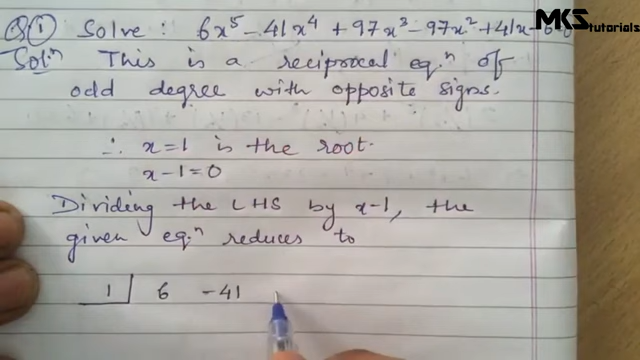 MKS tutorials
Q① Solve : 6x⁵ - 41x⁴ + 97x³ - 97x² + 41x - 6 = 0
Solⁿ This is a reciprocal eq.ⁿ of
odd degree with opposite signs.
∴ x=1 is the root.
x-1=0
Dividing the LHS by x-1, the
given eq.ⁿ reduces to
1 | 6 -41